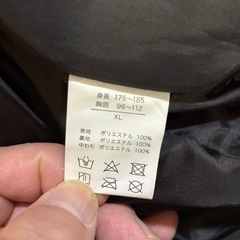 身長 175~185
胸囲 96~112
XL
表地 ポリエステル 100%
裏地 ポリエステル 100%
中わた ポリエステル 100%